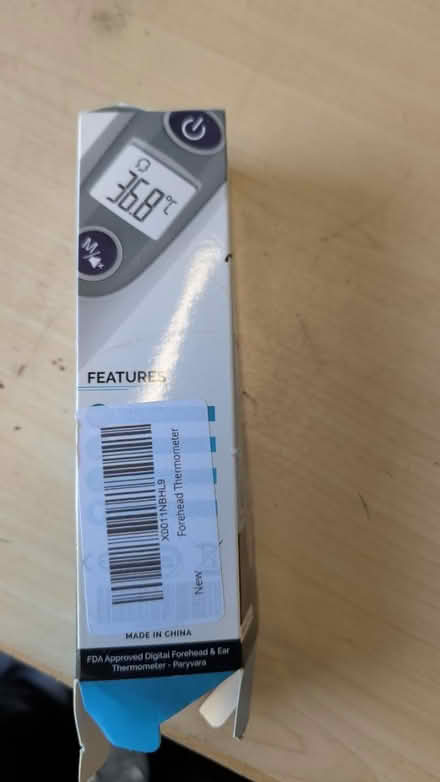 36.8°C
M
FEATURES
X0011NBHL9
Forehead Thermometer
New
MADE IN CHINA
FDA Approved Digital Forehead & Ear
Thermometer - Paryvara